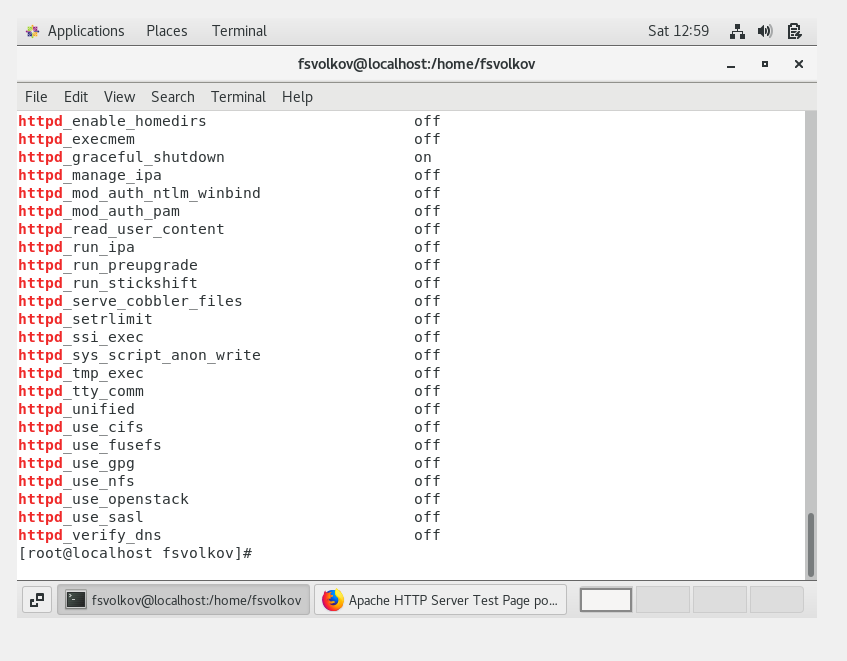 Applications Places Terminal Sat 12:59
fsvolkov@localhost:/home/fsvolkov
File Edit View Search Terminal Help
httpd_enable_homedirs off
httpd_execmem off
httpd_graceful_shutdown on
httpd_manage_ipa off
httpd_mod_auth_ntlm_winbind off
httpd_mod_auth_pam off
httpd_read_user_content off
httpd_run_ipa off
httpd_run_preupgrade off
httpd_run_stickshift off
httpd_serve_cobbler_files off
httpd_setrlimit off
httpd_ssi_exec off
httpd_sys_script_anon_write off
httpd_tmp_exec off
httpd_tty_comm off
httpd_unified off
httpd_use_cifs off
httpd_use_fusefs off
httpd_use_gpg off
httpd_use_nfs off
httpd_use_openstack off
httpd_use_sasl off
httpd_verify_dns off
[root@localhost fsvolkov]#
fsvolkov@localhost:/home/fsvolkov Apache HTTP Server Test Page po...